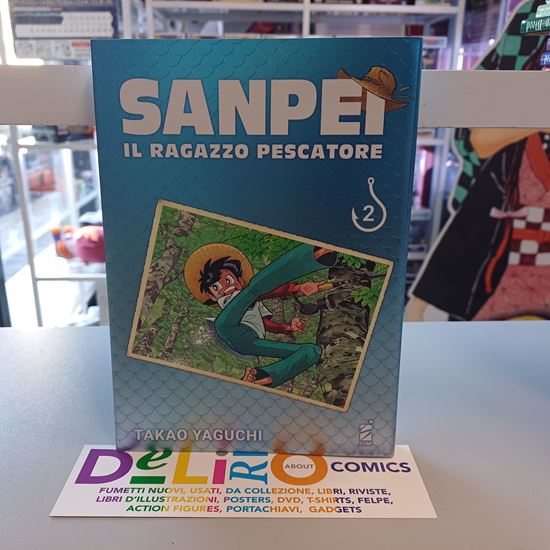 SANPEI
IL RAGAZZO PESCATORE
2
TAKAO YAGUCHI
STAR
DeLiRiO
ABOUT
COMICS
FUMETTI NUOVI, USATI, DA COLLEZIONE, LIBRI, RIVISTE,
LIBRI D'ILLUSTRAZIONI, POSTERS, DVD, T-SHIRTS, FELPE,
ACTION FIGURES, PORTACHIAVI, GADGETS